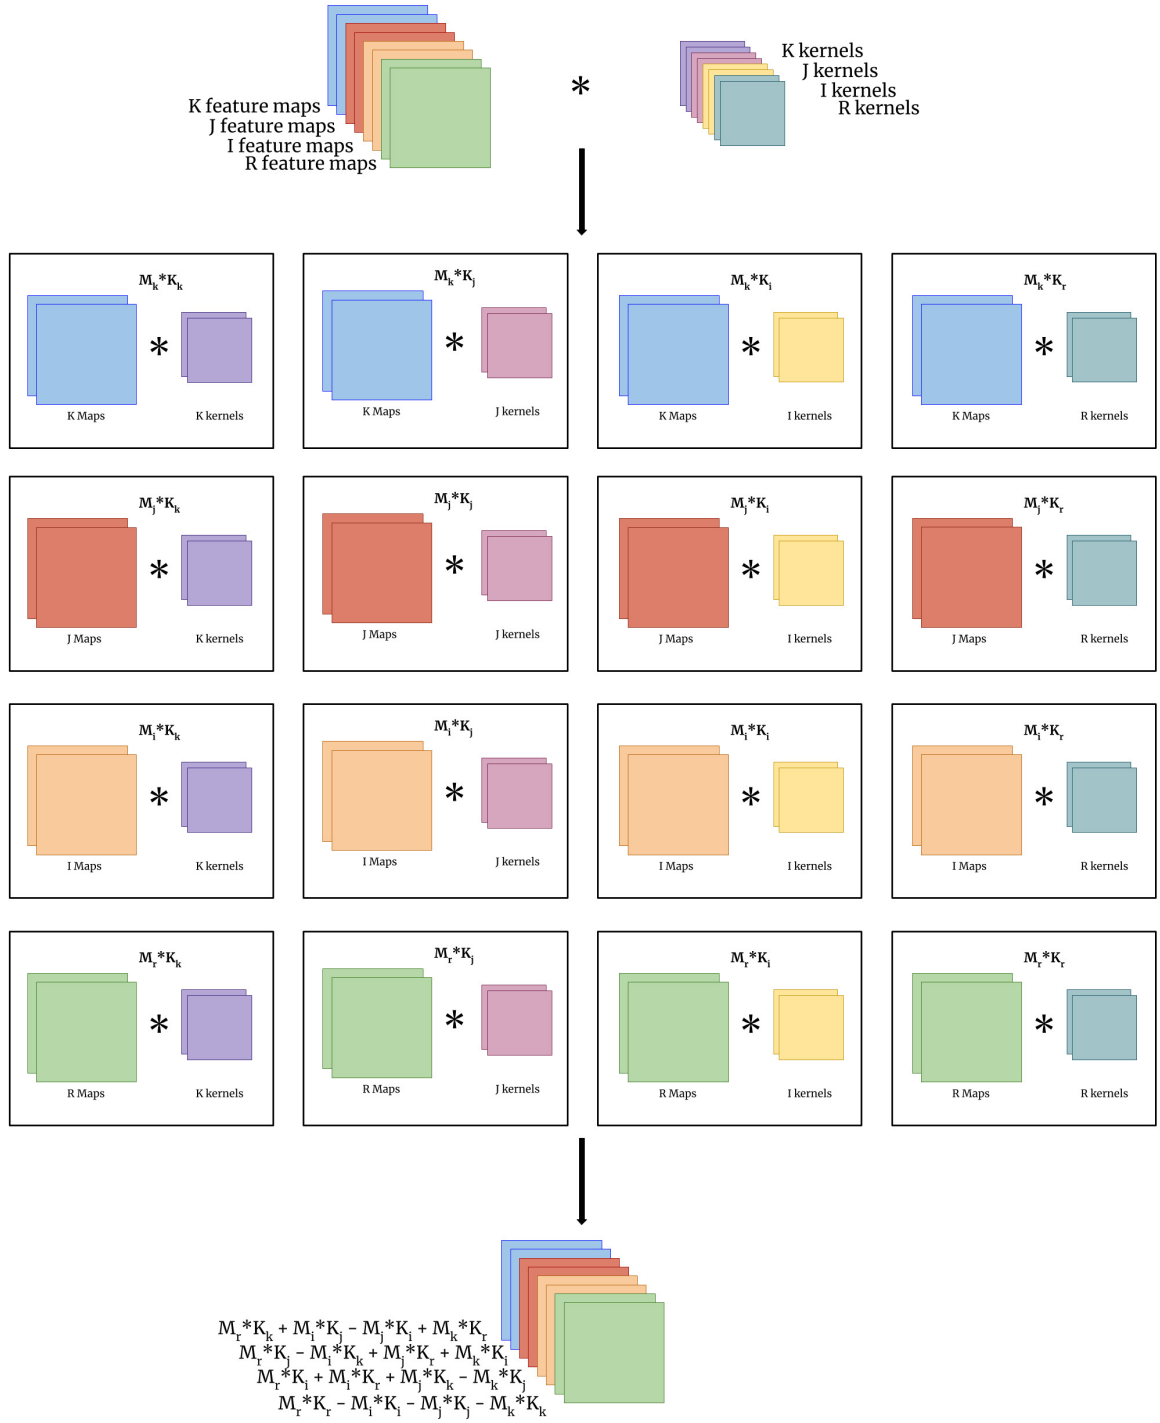 K kernels
J kernels
I kernels
R kernels
*
K feature maps
J feature maps
I feature maps
R feature maps
Mₖ*Kₖ
*
K Maps
K kernels
Mₖ*Kⱼ
*
K Maps
J kernels
Mₖ*Kᵢ
*
K Maps
I kernels
Mₖ*Kᵣ
*
K Maps
R kernels
Mⱼ*Kₖ
*
J Maps
K kernels
Mⱼ*Kⱼ
*
J Maps
J kernels
Mⱼ*Kᵢ
*
J Maps
I kernels
Mⱼ*Kᵣ
*
J Maps
R kernels
Mᵢ*Kₖ
*
I Maps
K kernels
Mᵢ*Kⱼ
*
I Maps
J kernels
Mᵢ*Kᵢ
*
I Maps
I kernels
Mᵢ*Kᵣ
*
I Maps
R kernels
Mᵣ*Kₖ
*
R Maps
K kernels
Mᵣ*Kⱼ
*
R Maps
J kernels
Mᵣ*Kᵢ
*
R Maps
I kernels
Mᵣ*Kᵣ
*
R Maps
R kernels
Mᵣ*Kₖ + Mᵢ*Kⱼ – Mⱼ*Kᵢ + Mₖ*Kᵣ
Mᵣ*Kⱼ – Mᵢ*Kₖ + Mⱼ*Kᵣ + Mₖ*Kᵢ
Mᵣ*Kᵢ + Mᵢ*Kᵣ + Mⱼ*Kₖ – Mₖ*Kⱼ
Mᵣ*Kᵣ – Mᵢ*Kᵢ – Mⱼ*Kⱼ – Mₖ*Kₖ